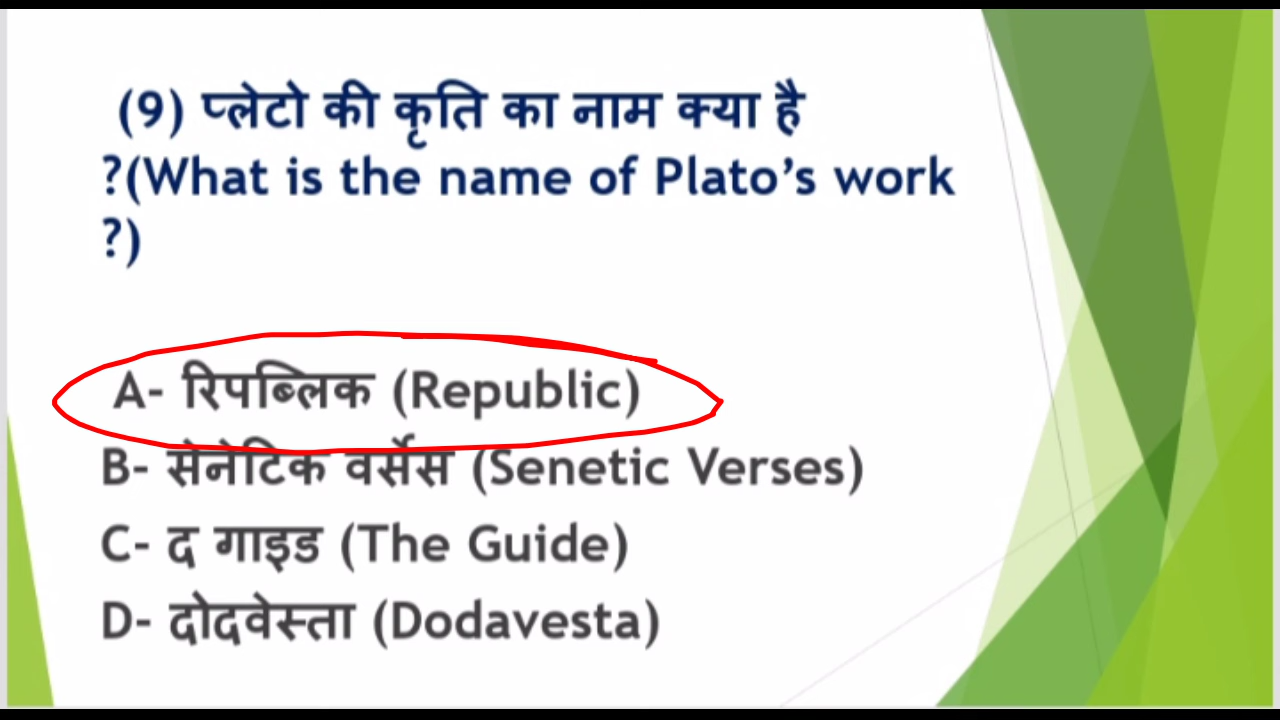 (9) प्लेटो की कृति का नाम क्या है
?(What is the name of Plato’s work
?)
A- रिपब्लिक (Republic)
B- सेनेटिक वर्सेस (Senetic Verses)
C- द गाइड (The Guide)
D- दोदवेस्ता (Dodavesta)